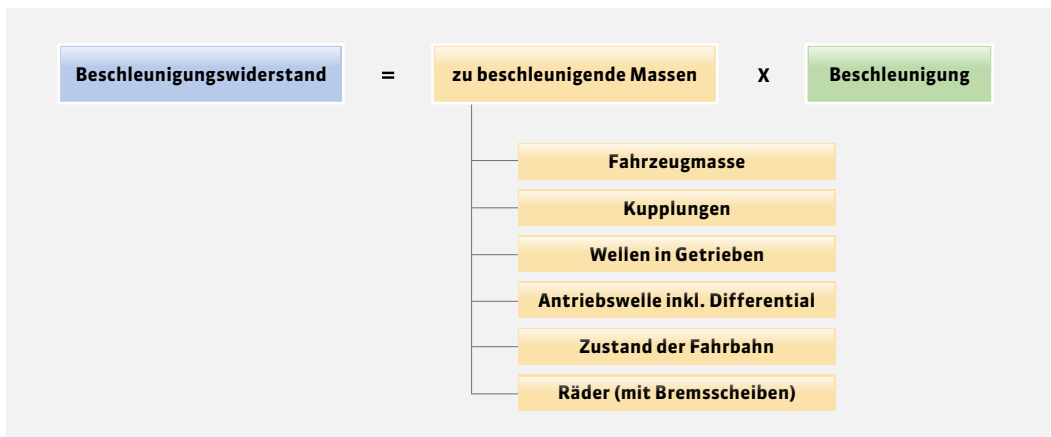 Beschleunigungswiderstand = zu beschleunigende Massen x Beschleunigung
Fahrzeugmasse
Kupplungen
Wellen in Getrieben
Antriebswelle inkl. Differential
Zustand der Fahrbahn
Räder (mit Bremsscheiben)